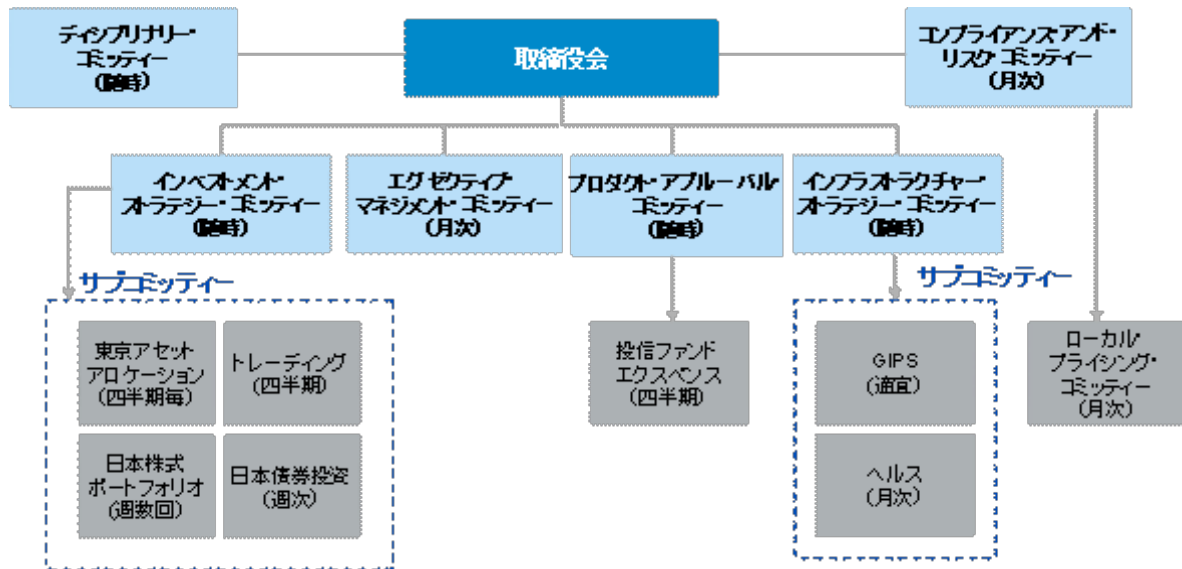 ディシプリナリー・
コミッティー
(随時)
取締役会
コンプライアンス・アンド・
リスク・コミッティー
(月次)
インベストメント・
ストラテジー・コミッティー
(随時)
エグゼクティブ・
マネジメント・コミッティー
(月次)
プロダクト・アプルーバル・
コミッティー
(随時)
インフラストラクチャー・
ストラテジー・コミッティー
(随時)
サブコミッティー
サブコミッティー
東京アセット
アロケーション
(四半期毎)
トレーディング
(四半期)
日本株式
ポートフォリオ
(週数回)
日本債券投資
(週次)
投信ファンド
エクスペンス
(四半期)
GIPS
(適宜)
ヘルス
(月次)
ローカル・
プライシング・
コミッティー
(月次)